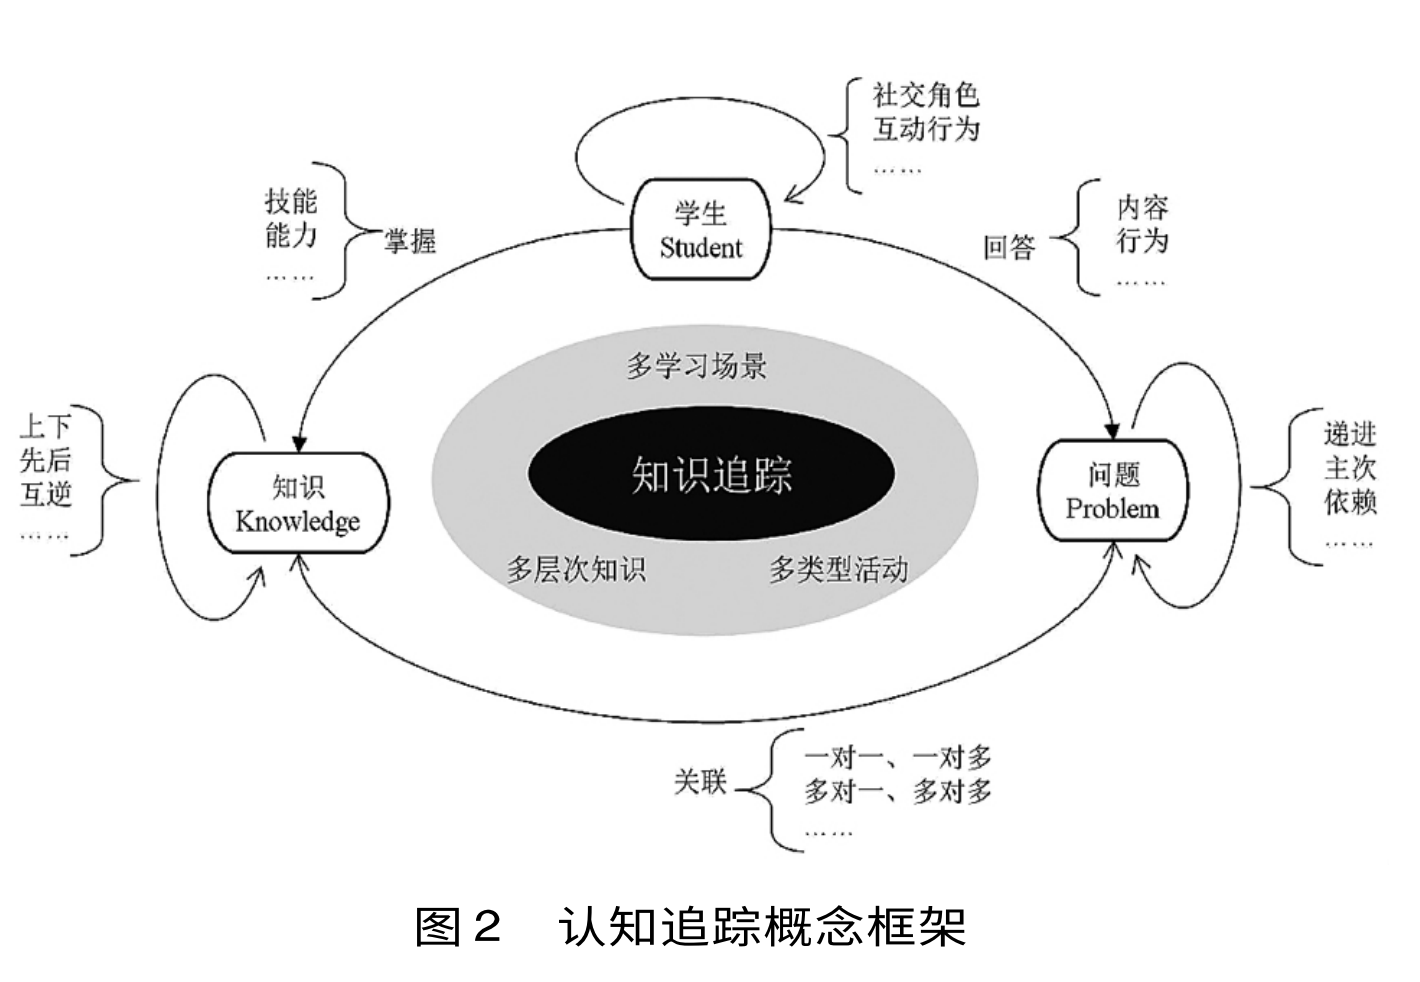 社交角色
互动行为
……
技能
能力
……
掌握
学生
Student
回答
内容
行为
……
多学习场景
知识追踪
多层次知识
多类型活动
上下
先后
互逆
……
知识
Knowledge
问题
Problem
递进
主次
依赖
……
关联
一对一、一对多
多对一、多对多
……
图2 认知追踪概念框架